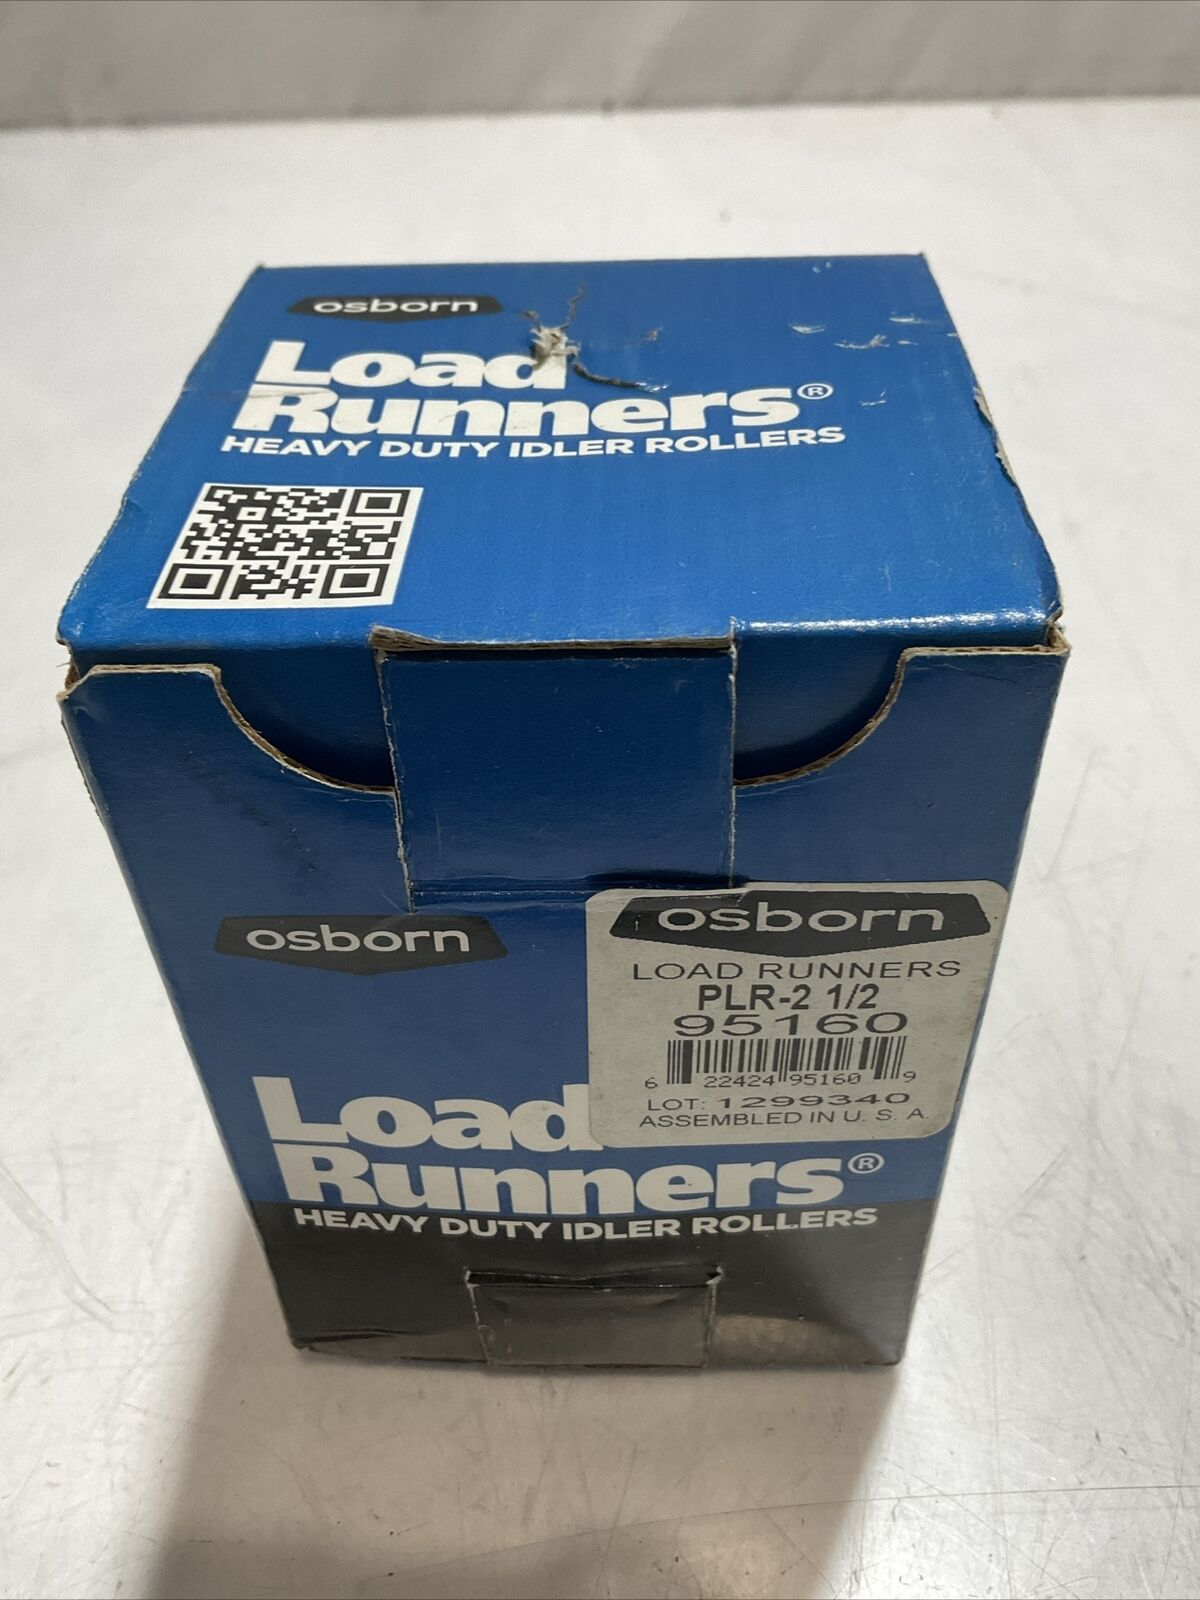 osborn
Load
Runners®
HEAVY DUTY IDLER ROLLERS
osborn
osborn
LOAD RUNNERS
PLR-2 1/2
95160
6 22424 95160 9
LOT: 1299340
ASSEMBLED IN U. S. A.
Load
Runners®
HEAVY DUTY IDLER ROLLERS